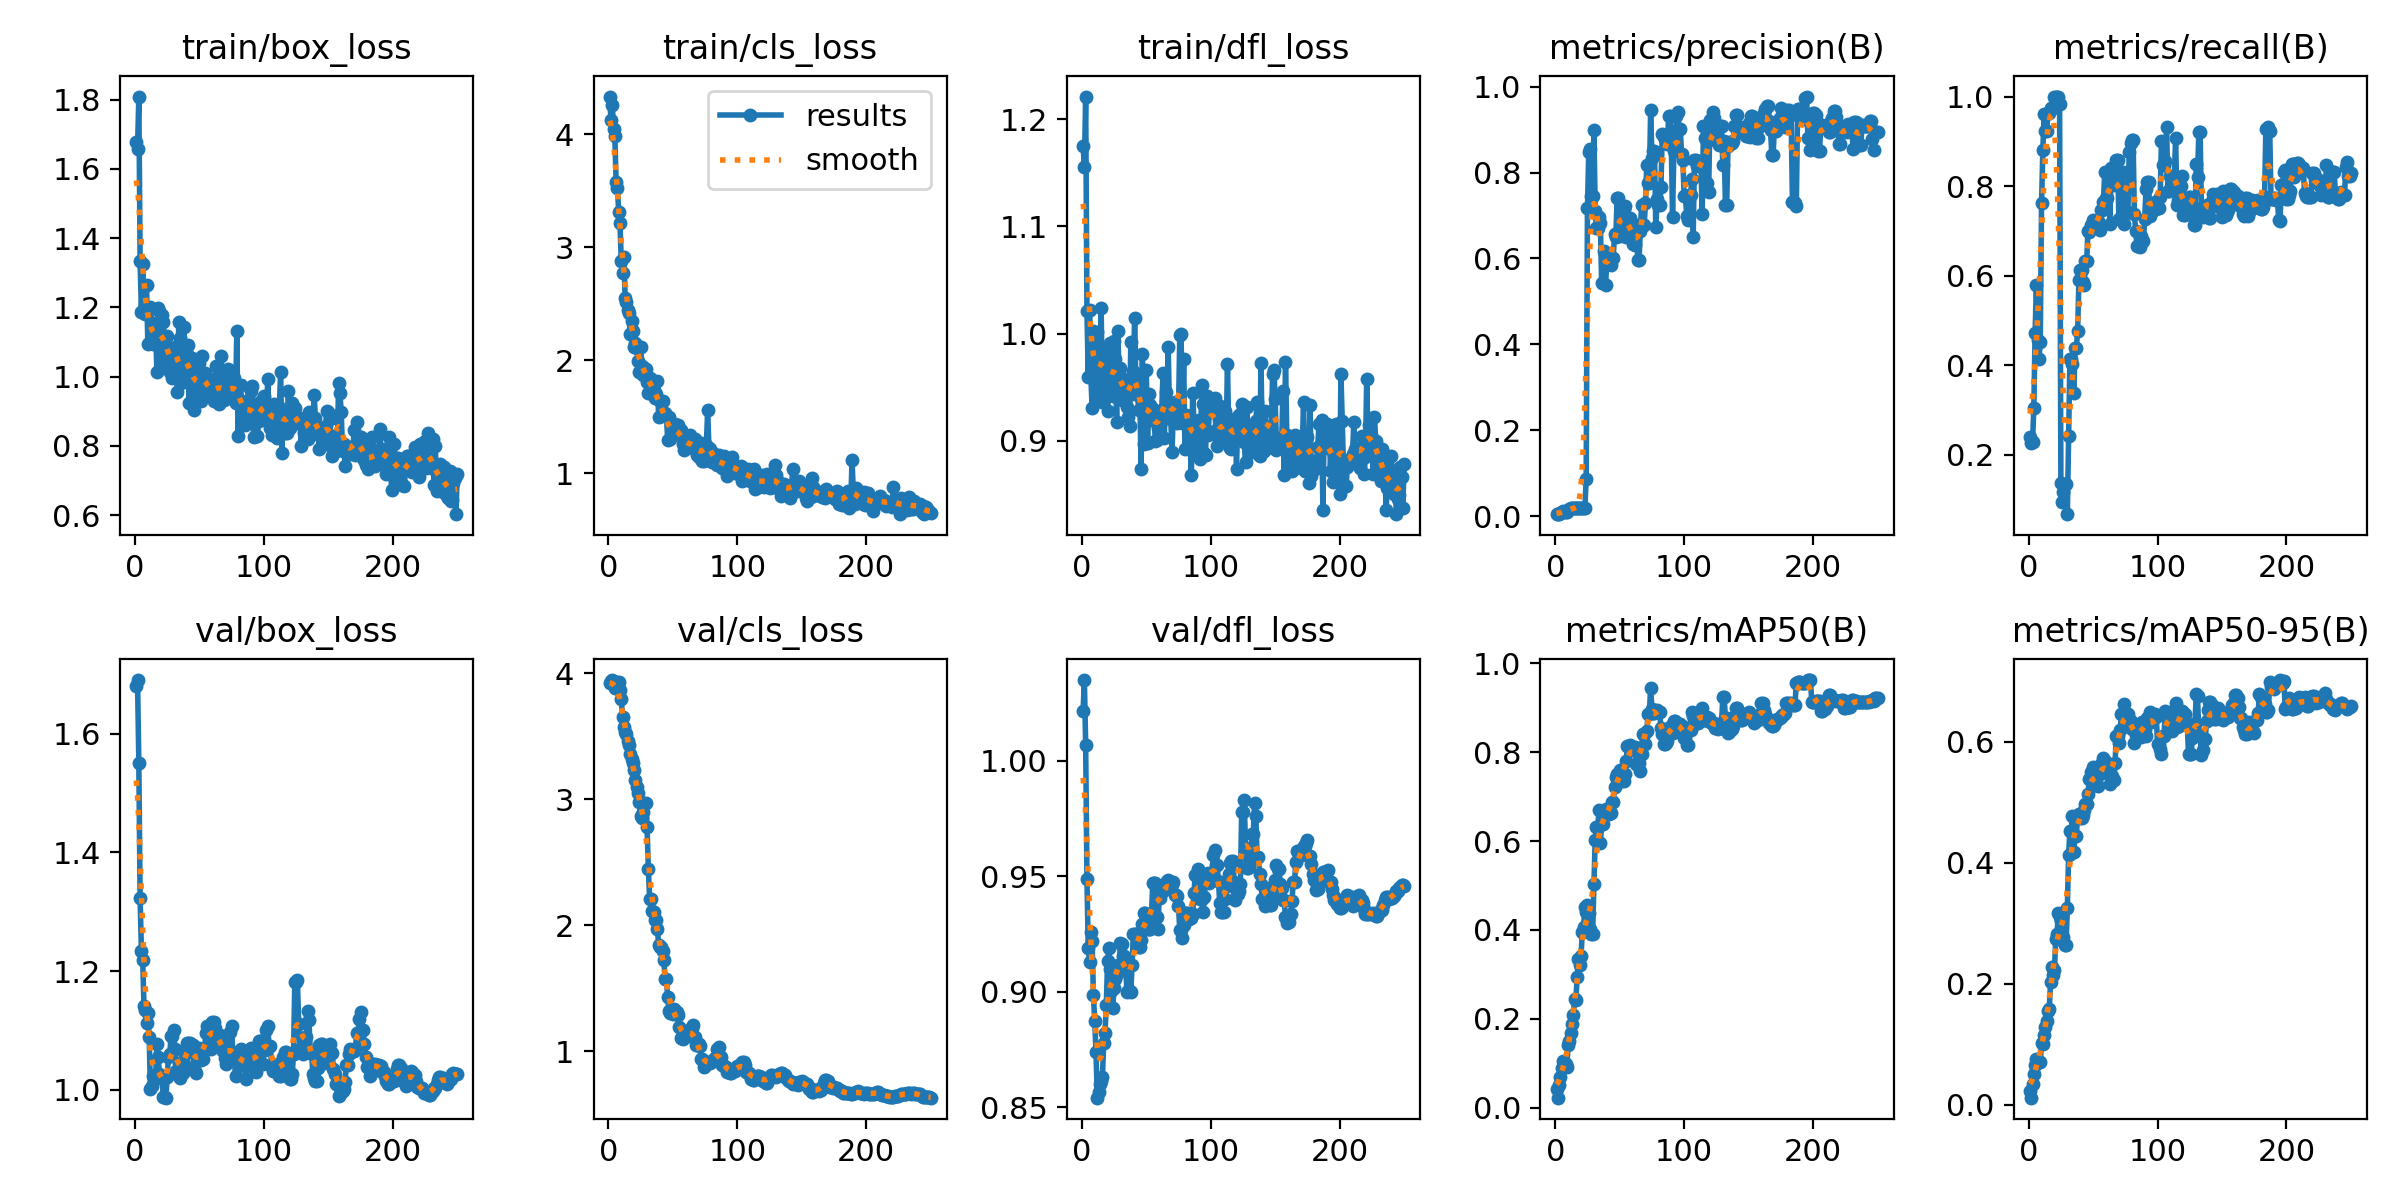 train/box_loss
train/cls_loss
train/dfl_loss
metrics/precision(B)
metrics/recall(B)
1.8
1.6
1.4
1.2
1.0
0.8
0.6
0 100 200
results
smooth
4
3
2
1
0 100 200
1.2
1.1
1.0
0.9
0 100 200
1.0
0.8
0.6
0.4
0.2
0.0
0 100 200
1.0
0.8
0.6
0.4
0.2
0 100 200
val/box_loss
val/cls_loss
val/dfl_loss
metrics/mAP50(B)
metrics/mAP50-95(B)
1.6
1.4
1.2
1.0
0 100 200
4
3
2
1
0 100 200
1.00
0.95
0.90
0.85
0 100 200
1.0
0.8
0.6
0.4
0.2
0.0
0 100 200
0.6
0.4
0.2
0.0
0 100 200